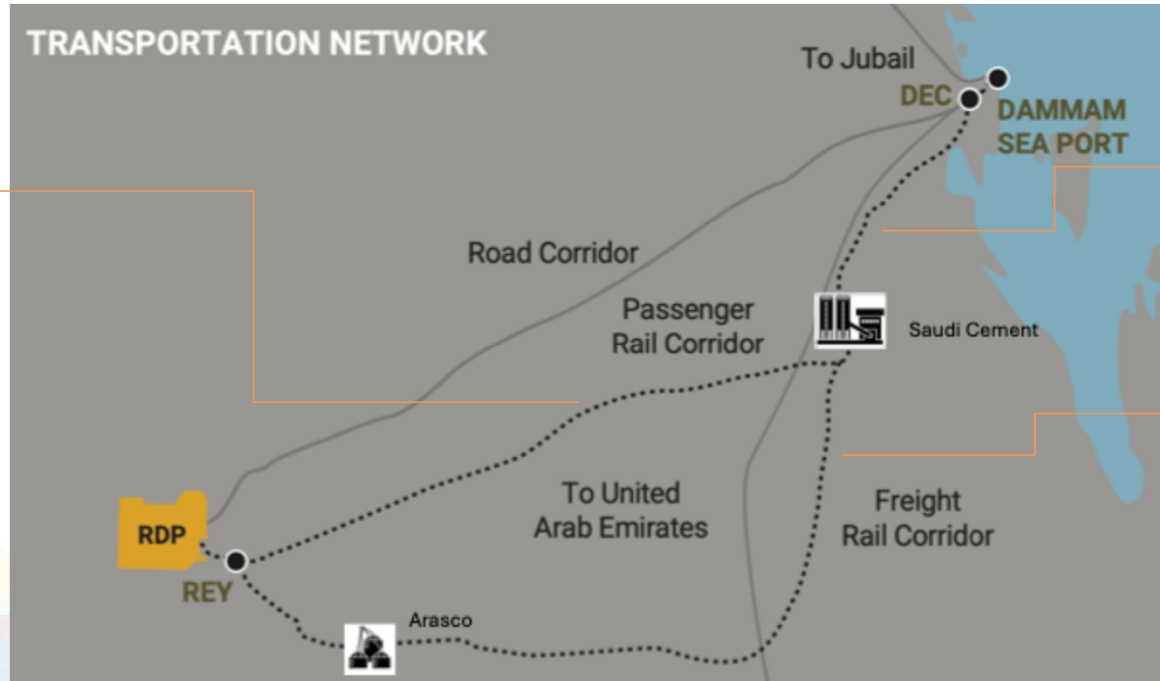 TRANSPORTATION NETWORK
To Jubail
DEC
DAMMAM
SEA PORT
Road Corridor
Passenger
Rail Corridor
Saudi Cement
To United
Arab Emirates
Freight
Rail Corridor
RDP
REY
Arasco